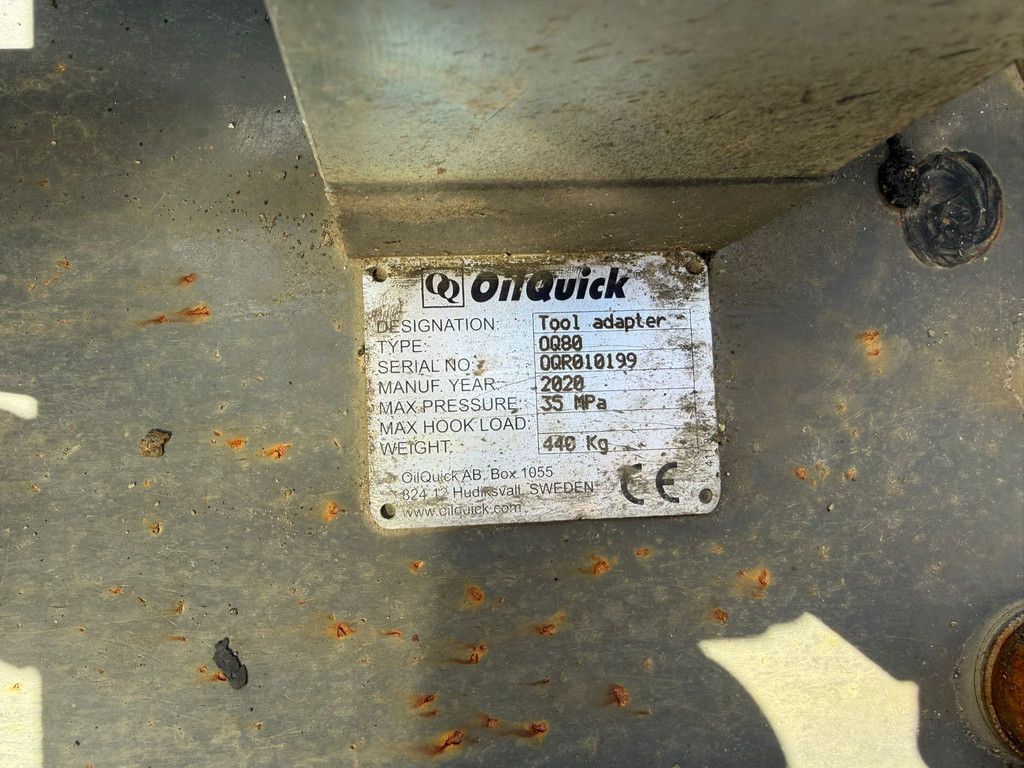 OQ OilQuick
DESIGNATION: Tool adapter
TYPE: OQ80
SERIAL NO.: OQR010199
MANUF. YEAR: 2020
MAX PRESSURE: 35 MPa
MAX HOOK LOAD:
WEIGHT: 440 Kg
OilQuick AB, Box 1055
824 12 Hudiksvall, SWEDEN
www.oilquick.com
CE